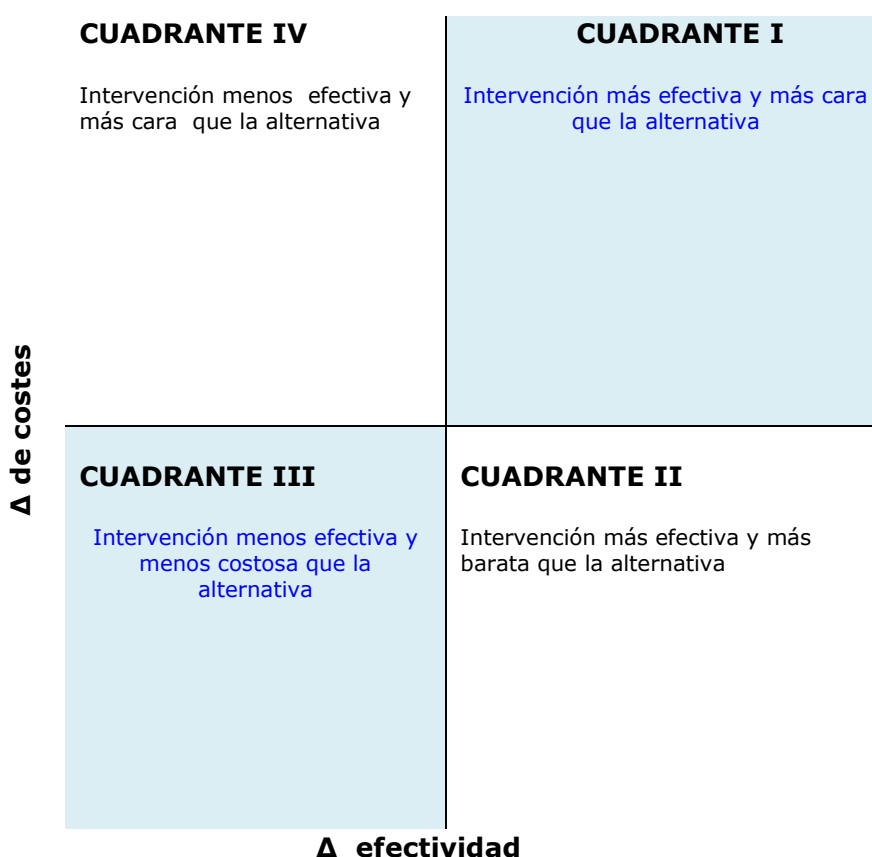 CUADRANTE IV
Intervención menos efectiva y
más cara que la alternativa
CUADRANTE I
Intervención más efectiva y más cara
que la alternativa
Δ de costes
CUADRANTE III
Intervención menos efectiva y
menos costosa que la
alternativa
CUADRANTE II
Intervención más efectiva y más
barata que la alternativa
Δ efectividad